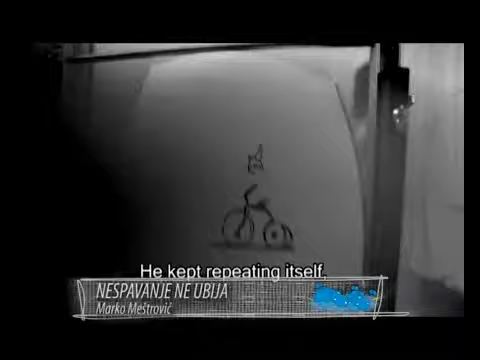 He kept repeating itself.
NESPAVANJE NE UBIJA
Marko Meštrović